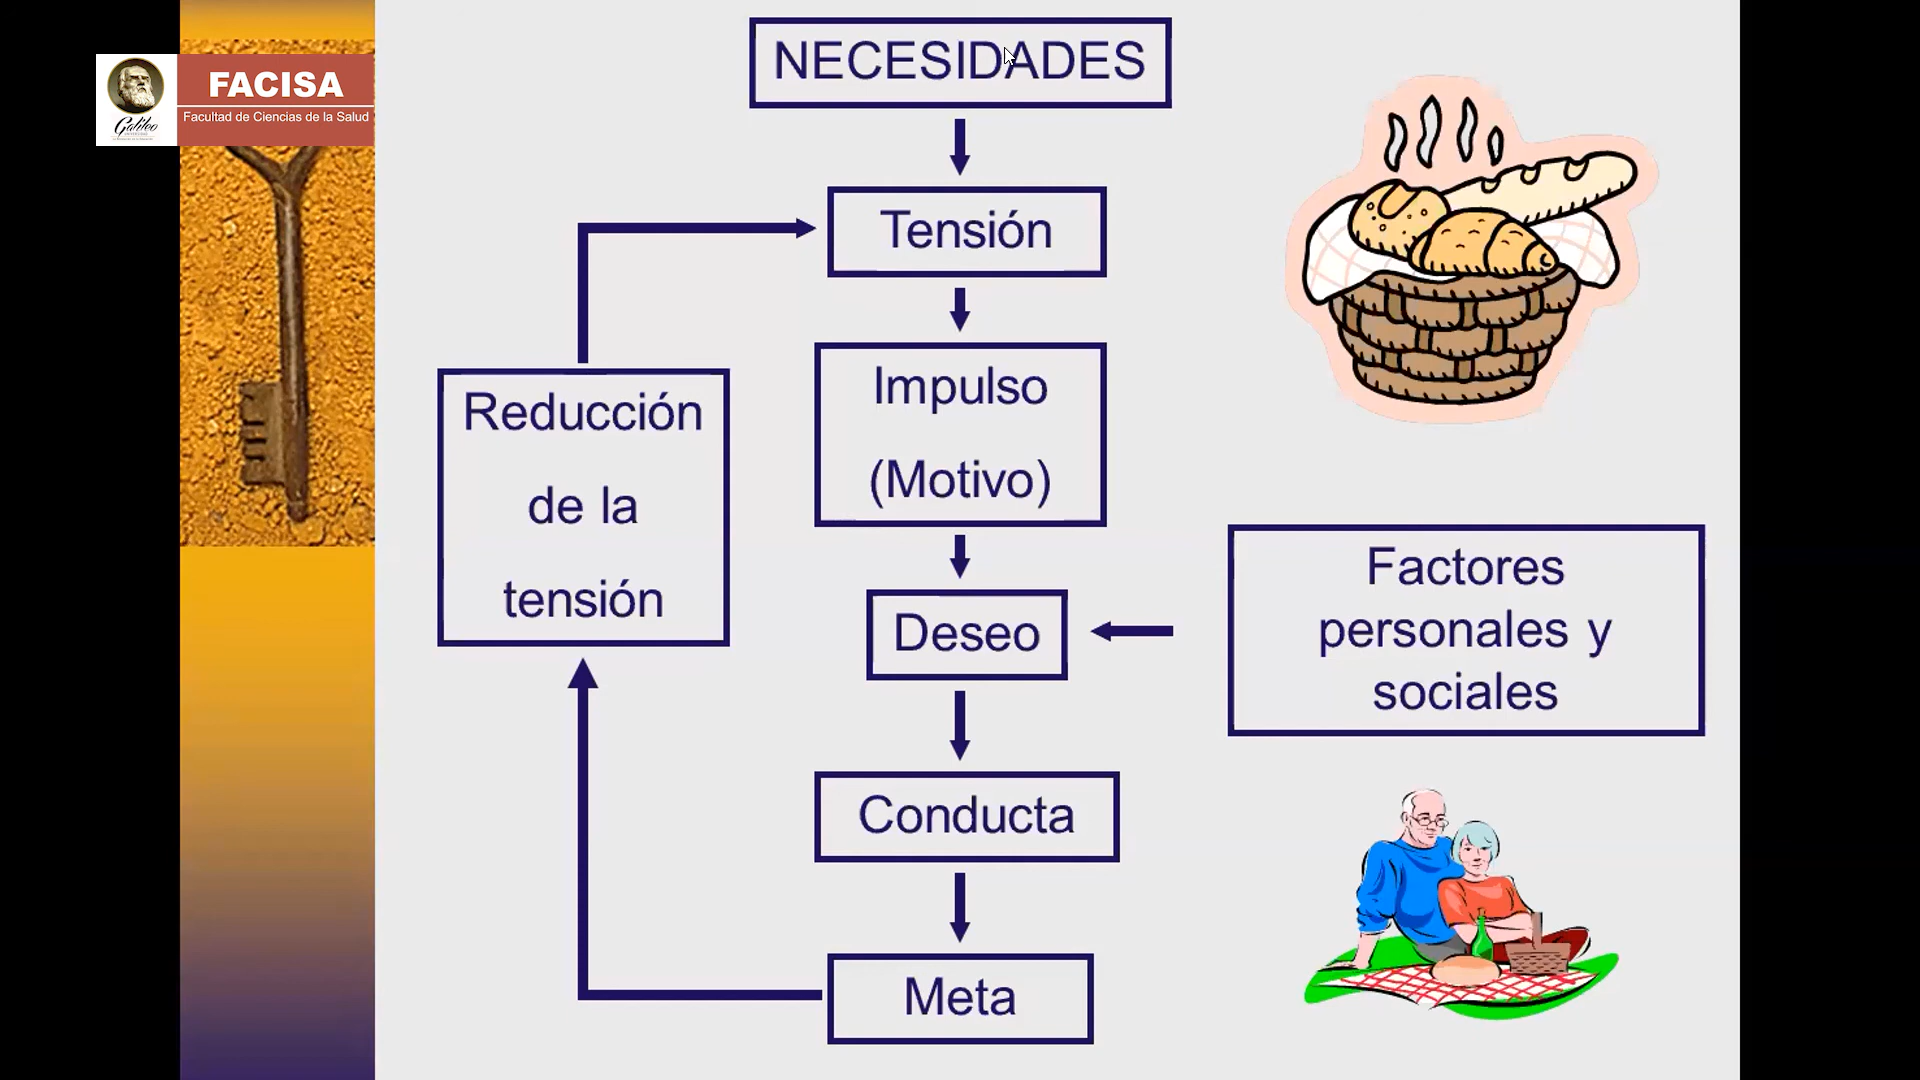 FACISA
Facultad de Ciencias de la Salud
Galileo
NECESIDADES
Tensión
Impulso
(Motivo)
Reducción
de la
tensión
Deseo
Factores
personales y
sociales
Conducta
Meta